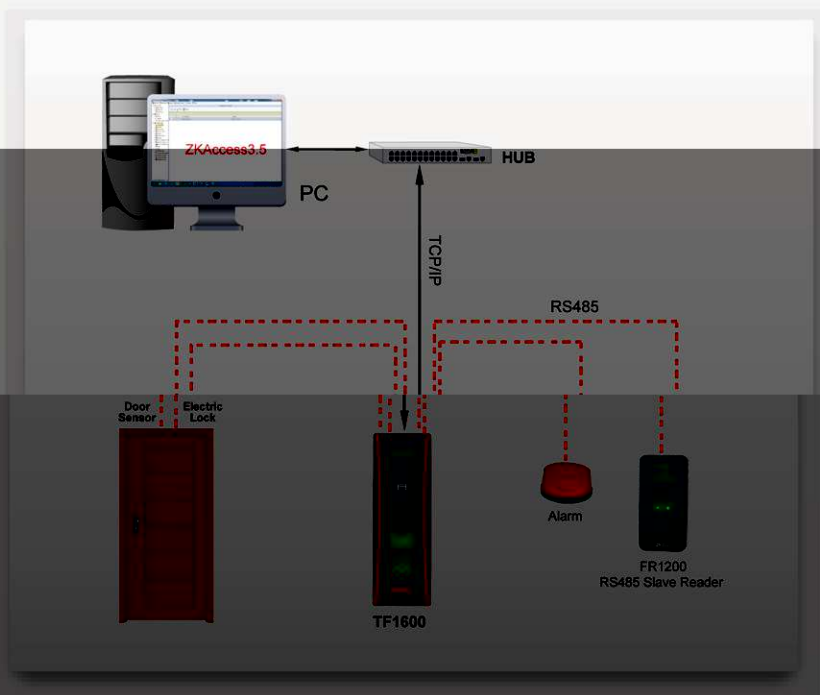 ZKAccess3.5
HUB
PC
TCP/IP
RS485
Door
Sensor
Electric
Lock
Alarm
FR1200
RS485 Slave Reader
TF1600